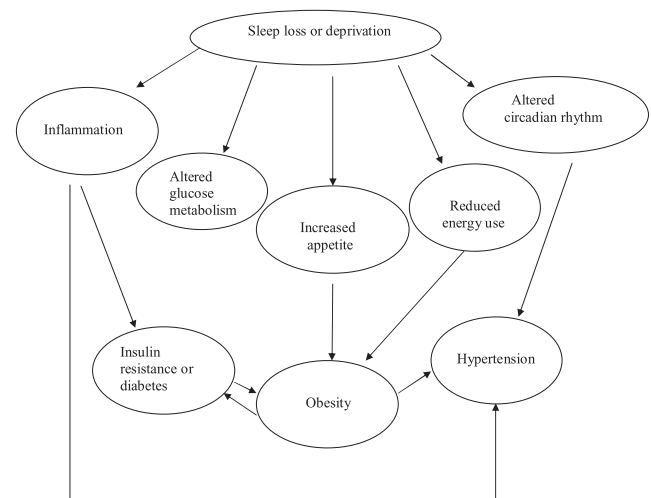 Sleep loss or deprivation
Inflammation
Altered
circadian rhythm
Altered
glucose
metabolism
Increased
appetite
Reduced
energy use
Insulin
resistance or
diabetes
Obesity
Hypertension